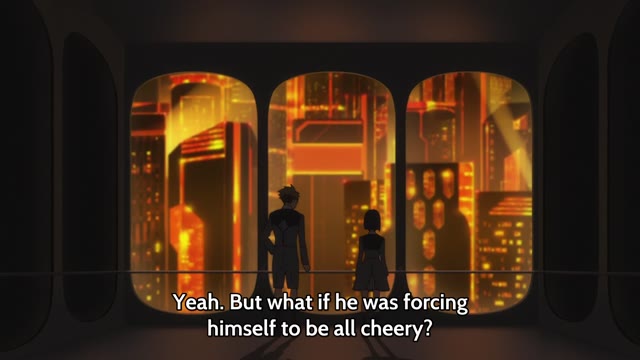 Yeah. But what if he was forcing
himself to be all cheery?